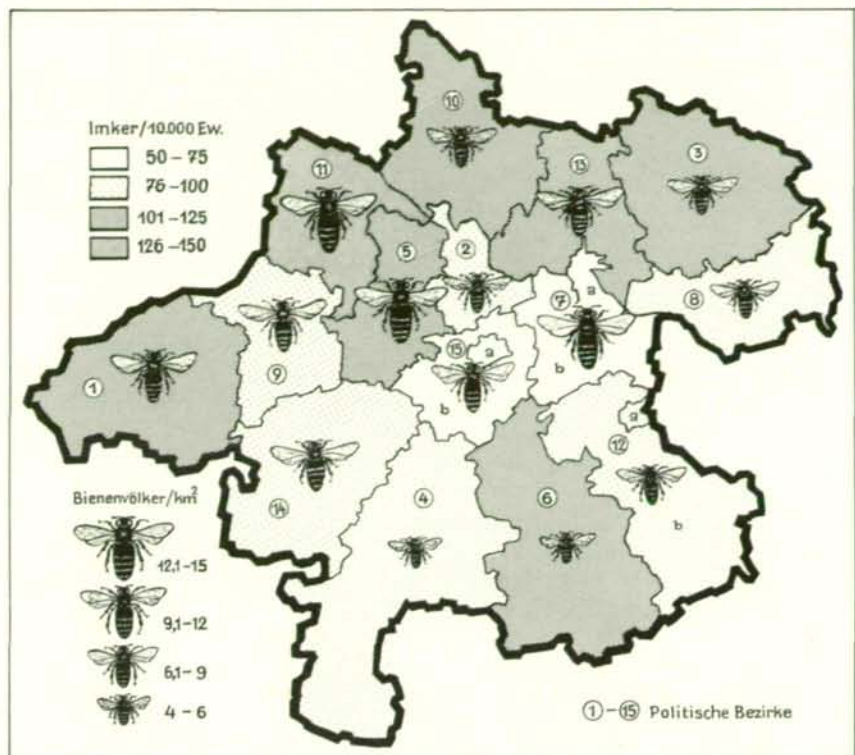 Imker/10.000 Ew.
50 – 75
76 – 100
101 – 125
126 – 150
⑩
③
⑬
⑪
⑤
②
⑦ a
⑧
⑮ a
⑨
①
b
b
a
⑫
④
⑥
⑭
b
Bienenvölker/km²
12,1–15
9,1–12
6,1–9
4 – 6
①–⑮ Politische Bezirke